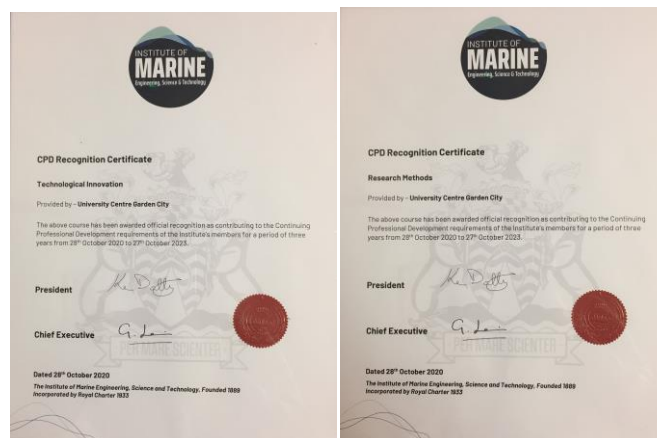 INSTITUTE OF
MARINE
Engineering, Science & Technology
CPD Recognition Certificate
Technological Innovation
Provided by - University Centre Garden City
The above course has been awarded official recognition as contributing to the Continuing
Professional Development requirements of the Institute's members for a period of three
years from 28th October 2020 to 27th October 2023.
President
Chief Executive
PER MARE SCIENTER
Dated 28th October 2020
The Institute of Marine Engineering, Science and Technology, Founded 1889
Incorporated by Royal Charter 1933
INSTITUTE OF
MARINE
Engineering, Science & Technology
CPD Recognition Certificate
Research Methods
Provided by - University Centre Garden City
The above course has been awarded official recognition as contributing to the Continuing
Professional Development requirements of the Institute's members for a period of three
years from 28th October 2020 to 27th October 2023.
President
Chief Executive
PER MARE SCIENTER
Dated 28th October 2020
The Institute of Marine Engineering, Science and Technology, Founded 1889
Incorporated by Royal Charter 1933